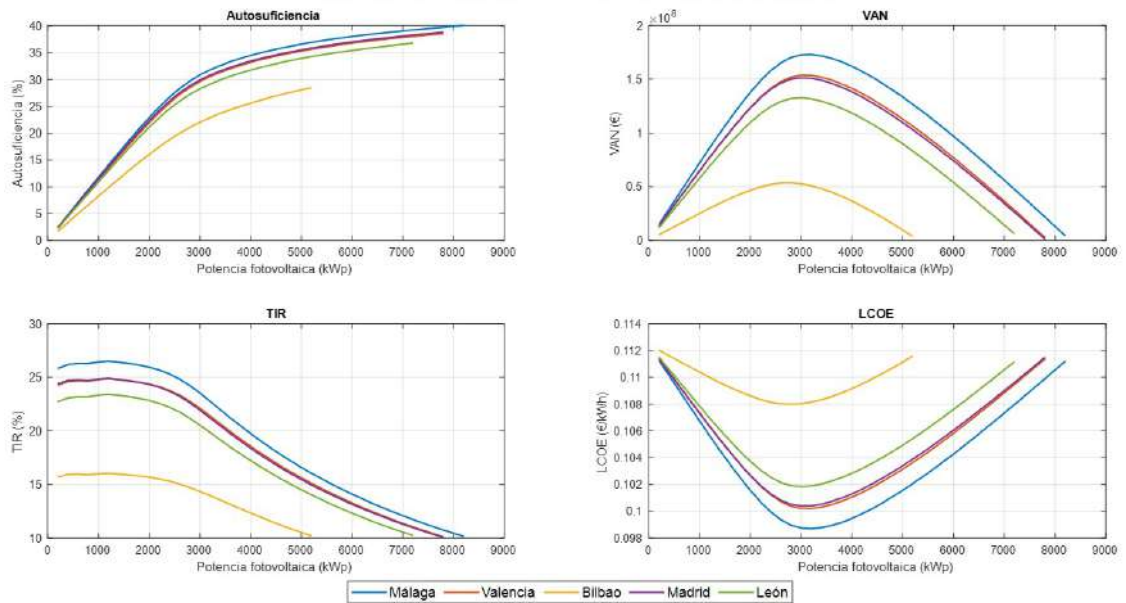 Autosuficiencia
Autosuficiencia (%)
40
35
30
25
20
15
10
5
0
0 1000 2000 3000 4000 5000 6000 7000 8000 9000
Potencia fotovoltaica (kWp)
VAN
×10⁶
VAN (€)
2
1.5
1
0.5
0
0 1000 2000 3000 4000 5000 6000 7000 8000 9000
Potencia fotovoltaica (kWp)
TIR
TIR (%)
30
25
20
15
10
0 1000 2000 3000 4000 5000 6000 7000 8000 9000
Potencia fotovoltaica (kWp)
LCOE
LCOE (€/kWh)
0.114
0.112
0.11
0.108
0.106
0.104
0.102
0.1
0.098
0 1000 2000 3000 4000 5000 6000 7000 8000 9000
Potencia fotovoltaica (kWp)
Málaga Valencia Bilbao Madrid León